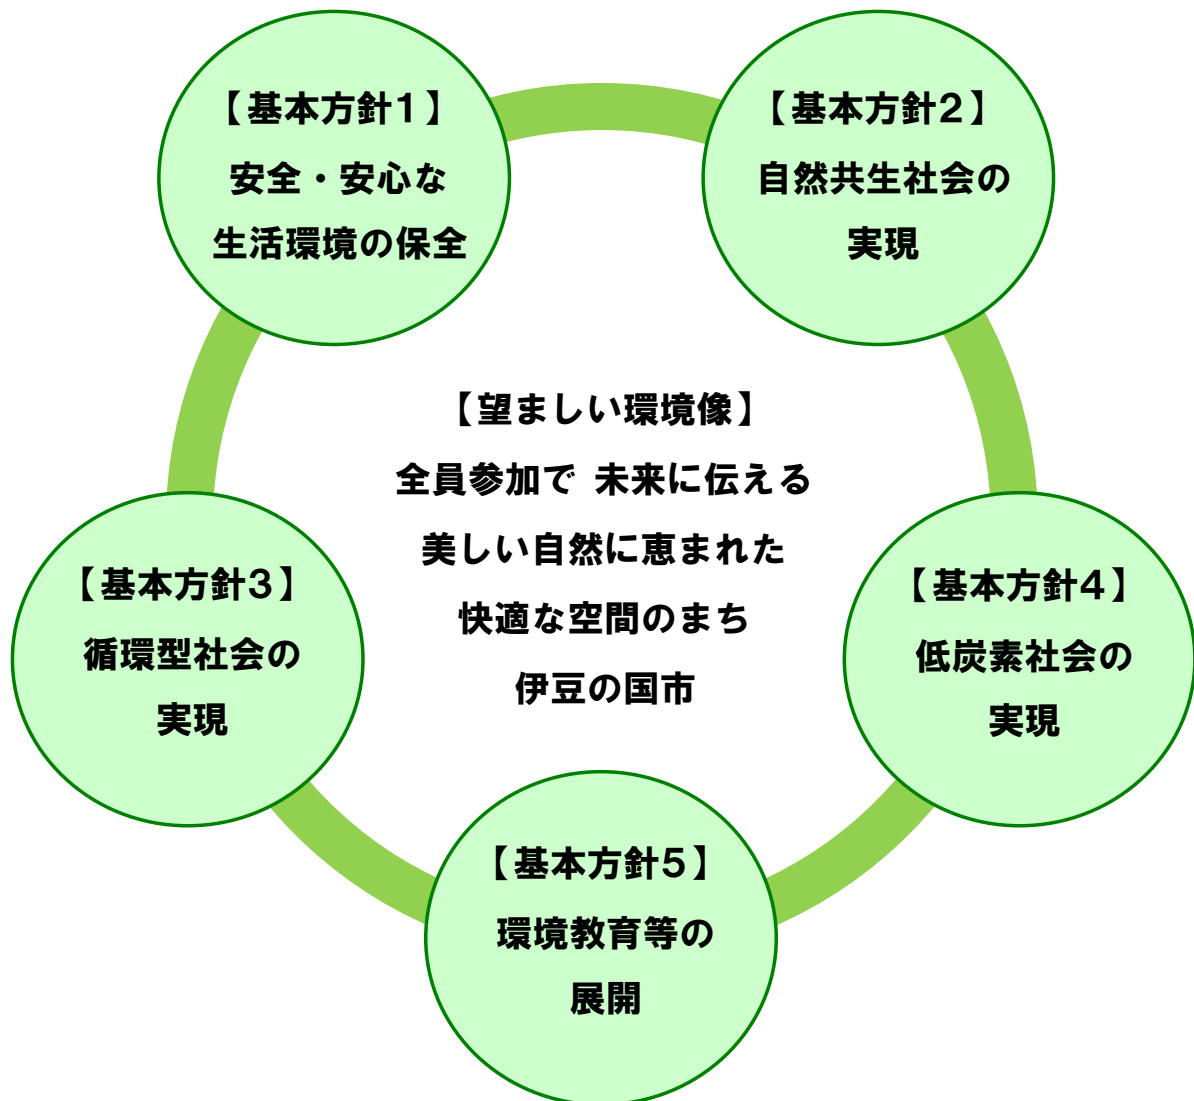 【基本方針1】
安全・安心な
生活環境の保全
【基本方針2】
自然共生社会の
実現
【望ましい環境像】
全員参加で 未来に伝える
美しい自然に恵まれた
快適な空間のまち
伊豆の国市
【基本方針3】
循環型社会の
実現
【基本方針4】
低炭素社会の
実現
【基本方針5】
環境教育等の
展開